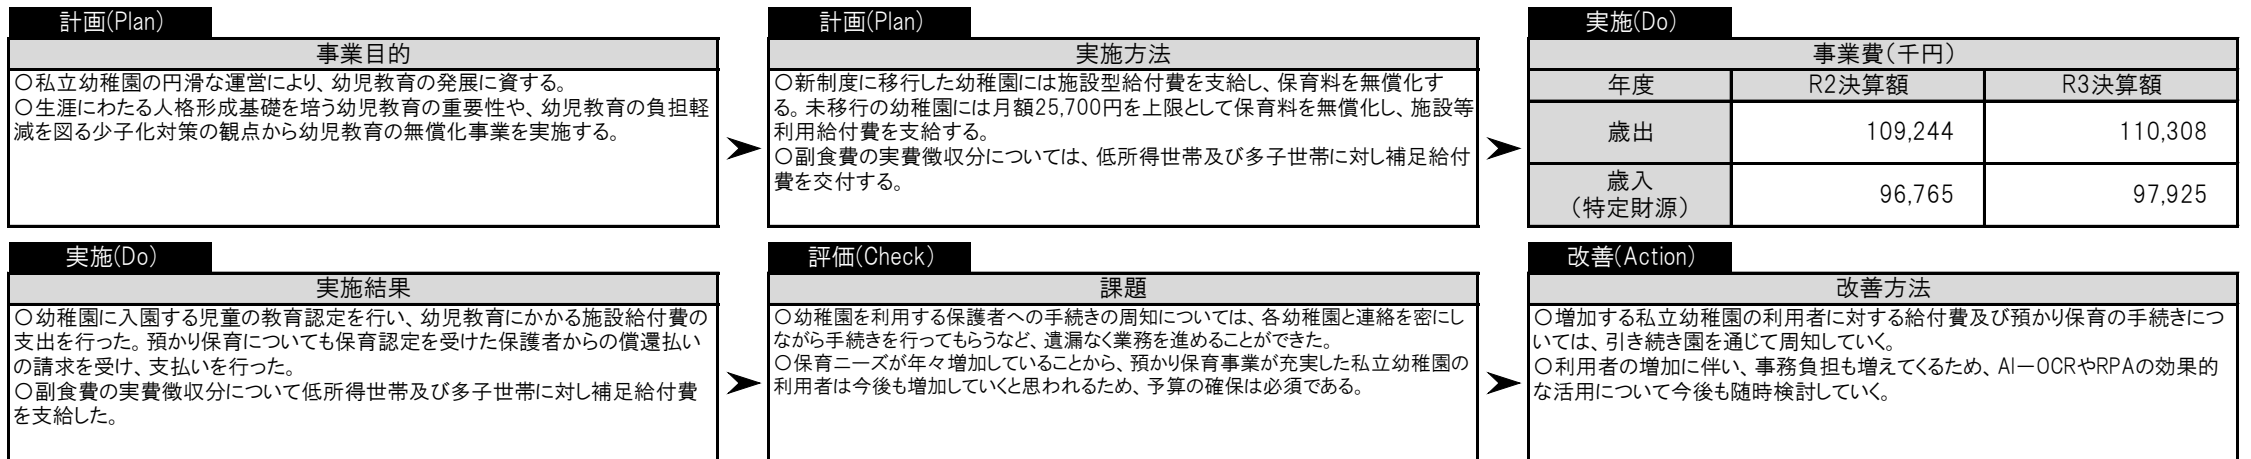 計画(Plan)
事業目的
○私立幼稚園の円滑な運営により、幼児教育の発展に資する。
○生涯にわたる人格形成基礎を培う幼児教育の重要性や、幼児教育の負担軽
減を図る少子化対策の観点から幼児教育の無償化事業を実施する。
計画(Plan)
実施方法
○新制度に移行した幼稚園には施設型給付費を支給し、保育料を無償化す
る。未移行の幼稚園には月額25,700円を上限として保育料を無償化し、施設等
利用給付費を支給する。
○副食費の実費徴収分については、低所得世帯及び多子世帯に対し補足給付
費を交付する。
実施(Do)
事業費(千円)
年度 R2決算額 R3決算額
歳出 109,244 110,308
歳入
(特定財源) 96,765 97,925
実施(Do)
実施結果
○幼稚園に入園する児童の教育認定を行い、幼児教育にかかる施設給付費の
支出を行った。預かり保育についても保育認定を受けた保護者からの償還払い
の請求を受け、支払いを行った。
○副食費の実費徴収分について低所得世帯及び多子世帯に対し補足給付費
を支給した。
評価(Check)
課題
○幼稚園を利用する保護者への手続きの周知については、各幼稚園と連絡を密にし
ながら手続きを行ってもらうなど、遺漏なく業務を進めることができた。
○保育ニーズが年々増加していることから、預かり保育事業が充実した私立幼稚園の
利用者は今後も増加していくと思われるため、予算の確保は必須である。
改善(Action)
改善方法
○増加する私立幼稚園の利用者に対する給付費及び預かり保育の手続きにつ
いては、引き続き園を通じて周知していく。
○利用者の増加に伴い、事務負担も増えてくるため、AI－OCRやRPAの効果的
な活用について今後も随時検討していく。